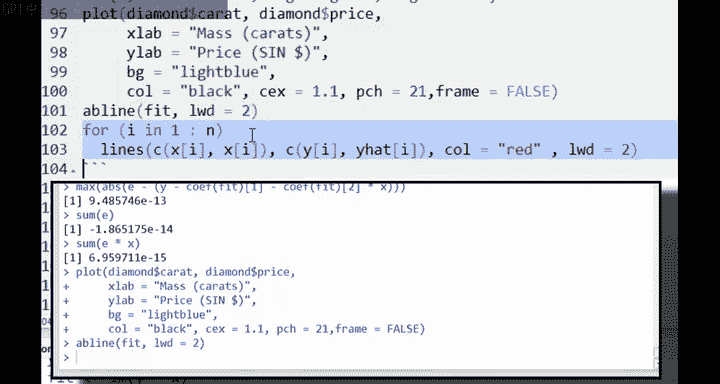 96 plot(diamond$carat, diamond$price,
97 xlab = "Mass (carats)",
98 ylab = "Price (SIN $)",
99 bg = "lightblue",
100 col = "black", cex = 1.1, pch = 21,frame = FALSE)
101 abline(fit, lwd = 2)
102 for (i in 1 : n)
103 lines(c(x[i], x[i]), c(y[i], yhat[i]), col = "red" , lwd = 2)
104 ```
> max(abs(e - (y - coef(fit)[1] - coef(fit)[2] * x)))
[1] 9.485746e-13
> sum(e)
[1] -1.865175e-14
> sum(e * x)
[1] 6.959711e-15
> plot(diamond$carat, diamond$price,
+ xlab = "Mass (carats)",
+ ylab = "Price (SIN $)",
+ bg = "lightblue",
+ col = "black", cex = 1.1, pch = 21,frame = FALSE)
> abline(fit, lwd = 2)
>